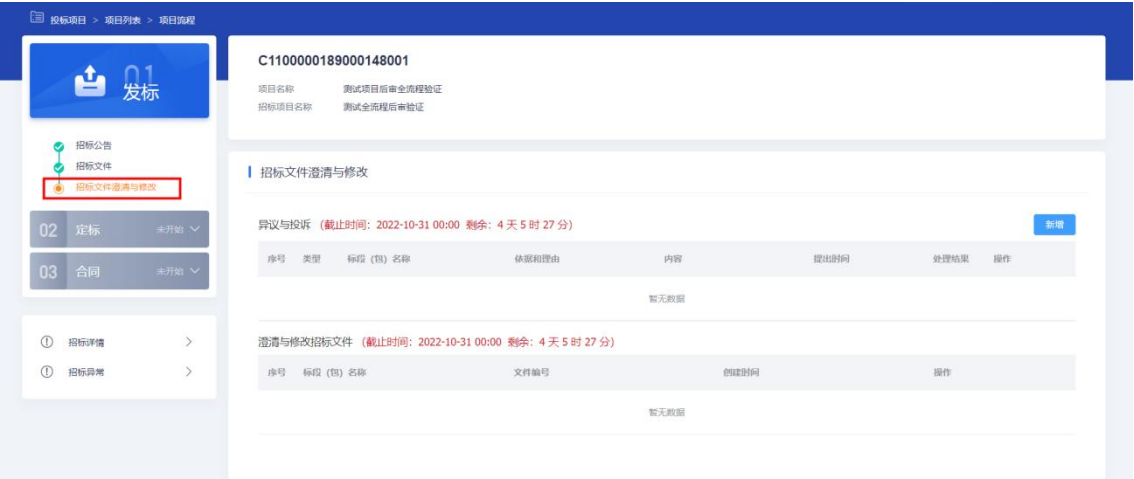 投标项目 > 项目列表 > 项目流程
01
发标
招标公告
招标文件
招标文件澄清与修改
02 定标 未开始
03 合同 未开始
招标详情
招标异常
C1100000189000148001
项目名称 测试项目后审全流程验证
招标项目名称 测试全流程后审验证
招标文件澄清与修改
异议与投诉 (截止时间: 2022-10-31 00:00 剩余: 4 天 5 时 27 分) 新增
序号 类型 标段 (包) 名称 依据和理由 内容 提出时间 处理结果 操作
暂无数据
澄清与修改招标文件 (截止时间: 2022-10-31 00:00 剩余: 4 天 5 时 27 分)
序号 标段 (包) 名称 文件编号 创建时间 操作
暂无数据